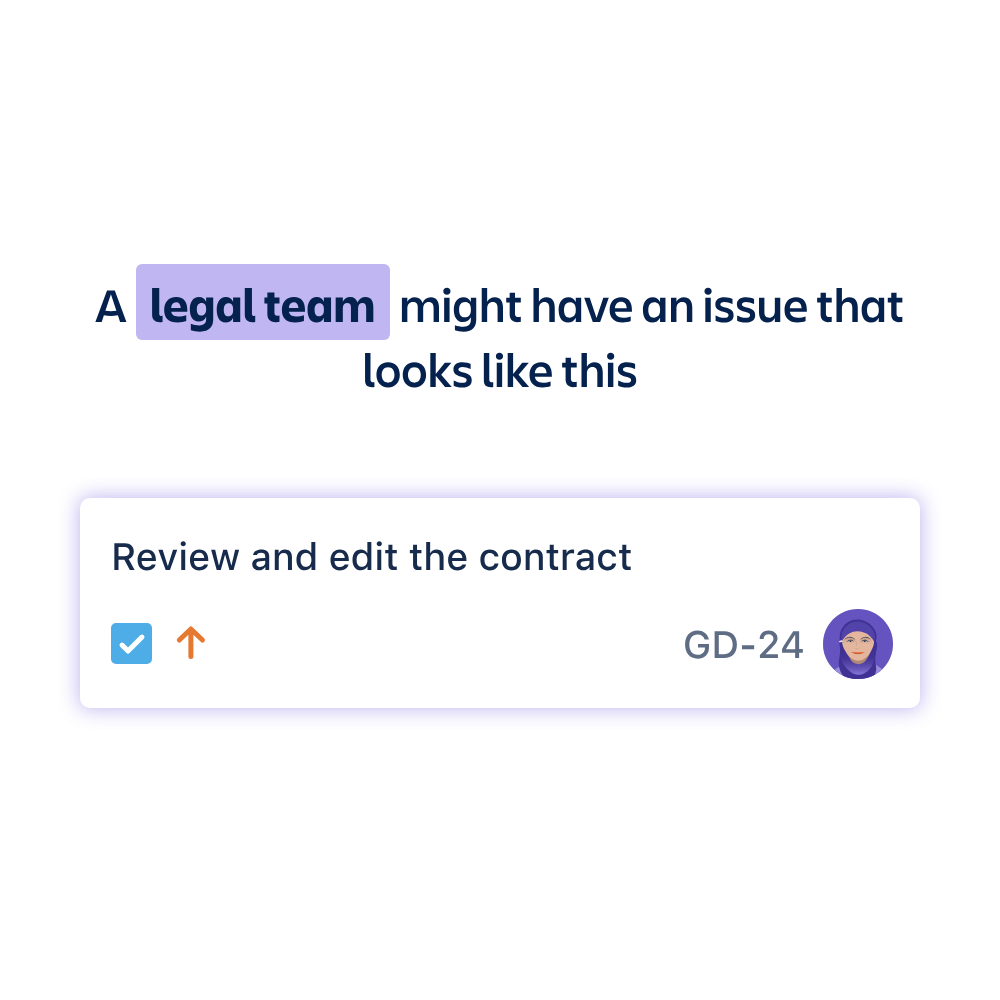 A legal team might have an issue that
looks like this
Review and edit the contract
GD-24